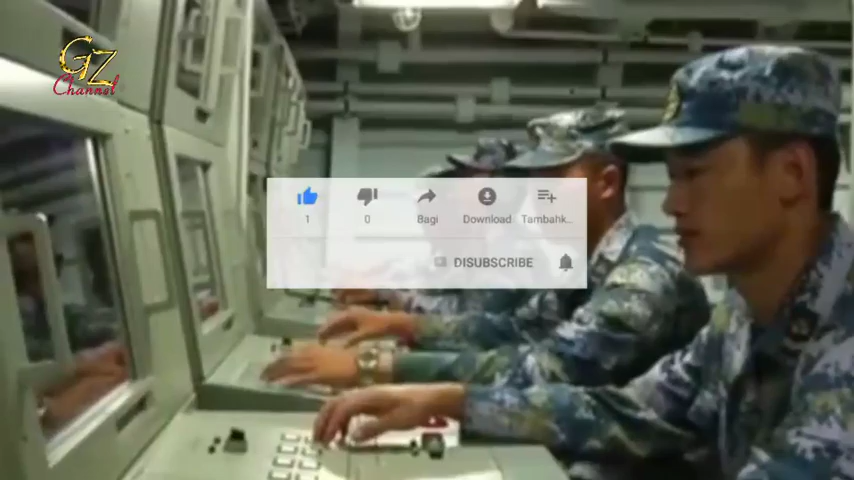 GZ
Channel
1
0
Bagi
Download
Tambahk..
DISUBSCRIBE